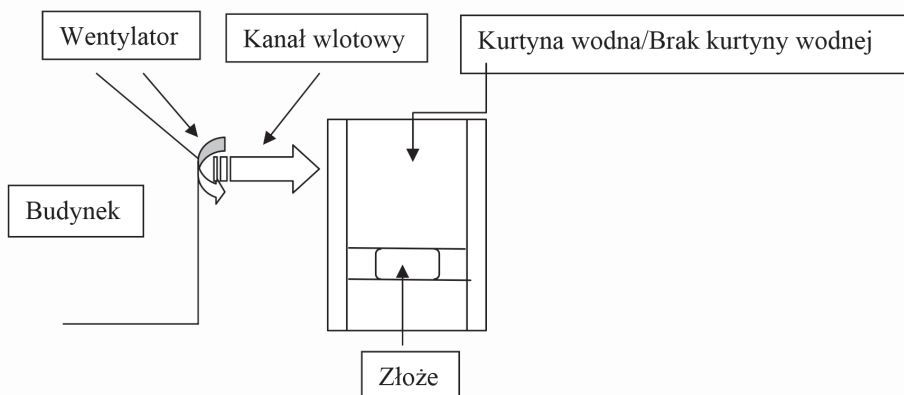 Wentylator
Kanał wlotowy
Kurtyna wodna/Brak kurtyny wodnej
Budynek
Złoże